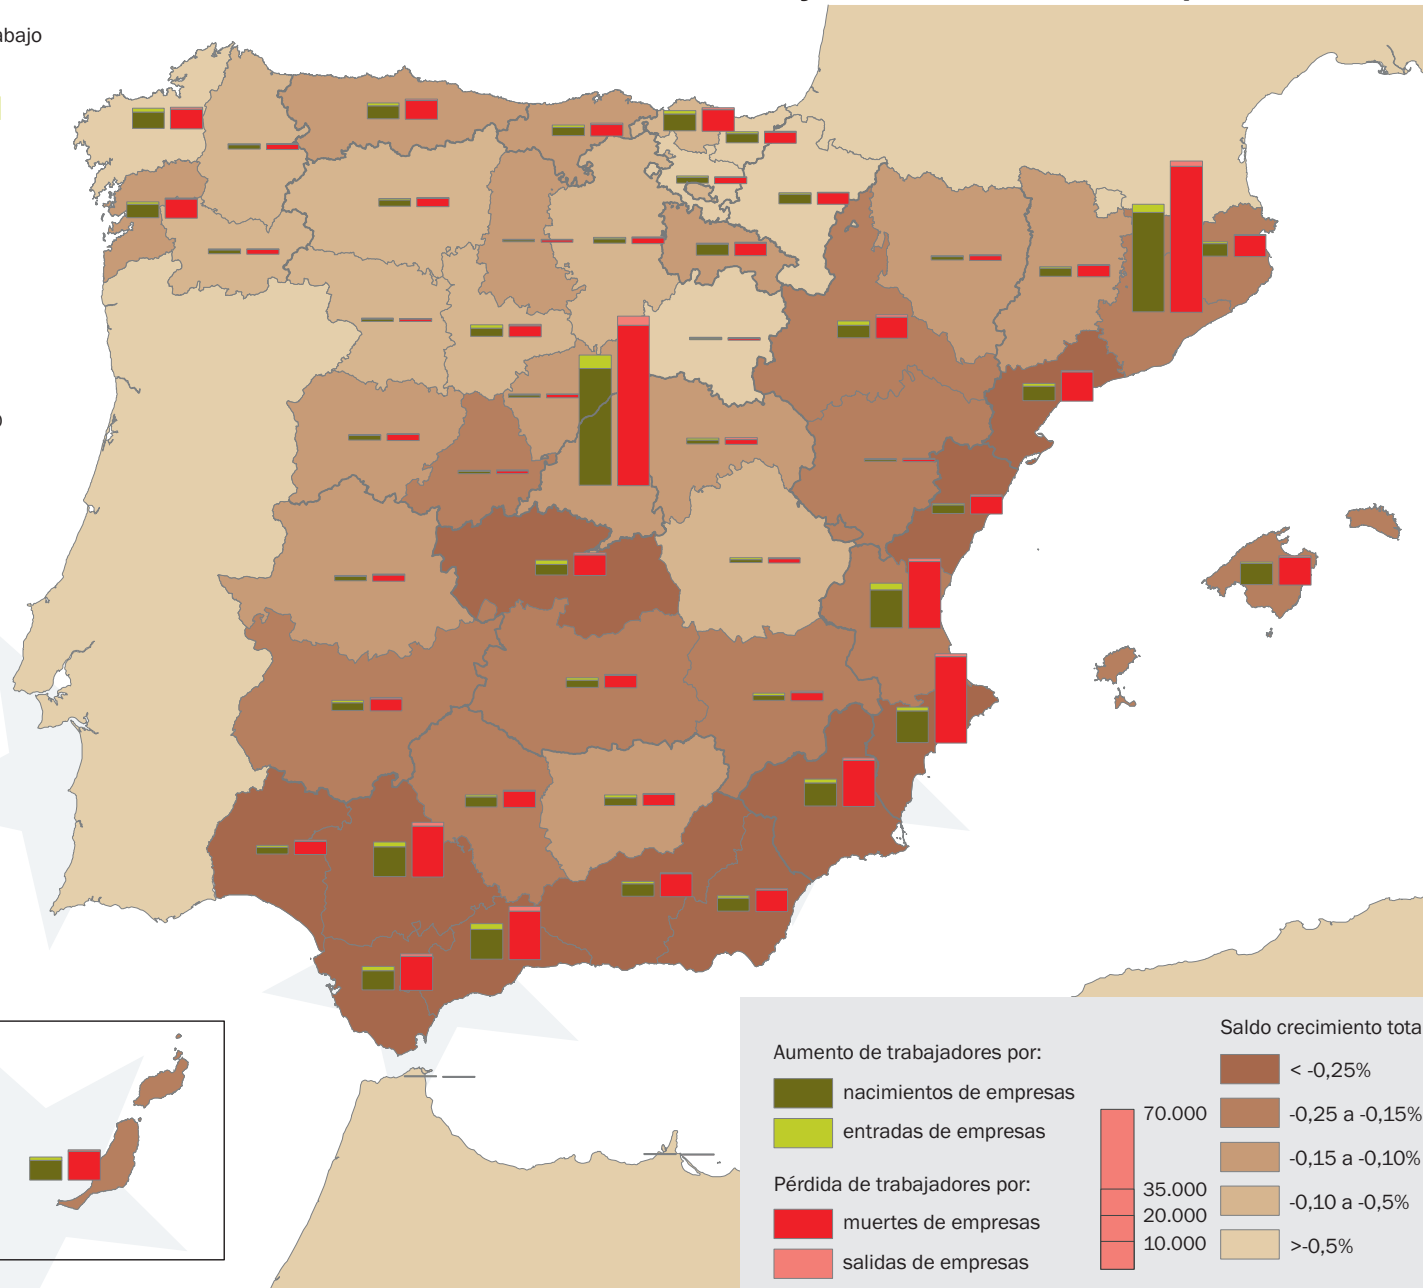 Aumento de trabajadores por:
nacimientos de empresas
entradas de empresas
Pérdida de trabajadores por:
muertes de empresas
salidas de empresas
70.000
35.000
20.000
10.000
Saldo crecimiento tota
< -0,25%
-0,25 a -0,15%
-0,15 a -0,10%
-0,10 a -0,5%
>-0,5%